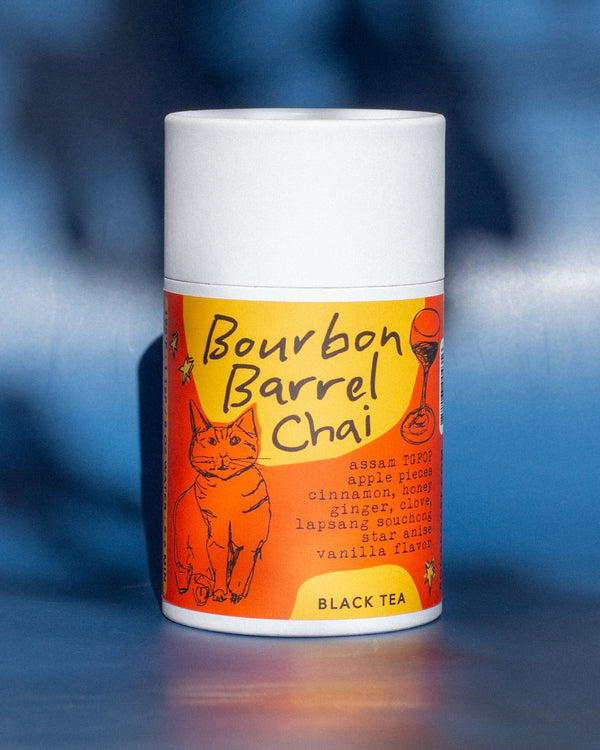 Bourbon
Barrel
Chai
assam TGFOP
apple pieces
cinnamon, honey
ginger, clove,
lapsang souchong
star anise
vanilla flavor
BLACK TEA